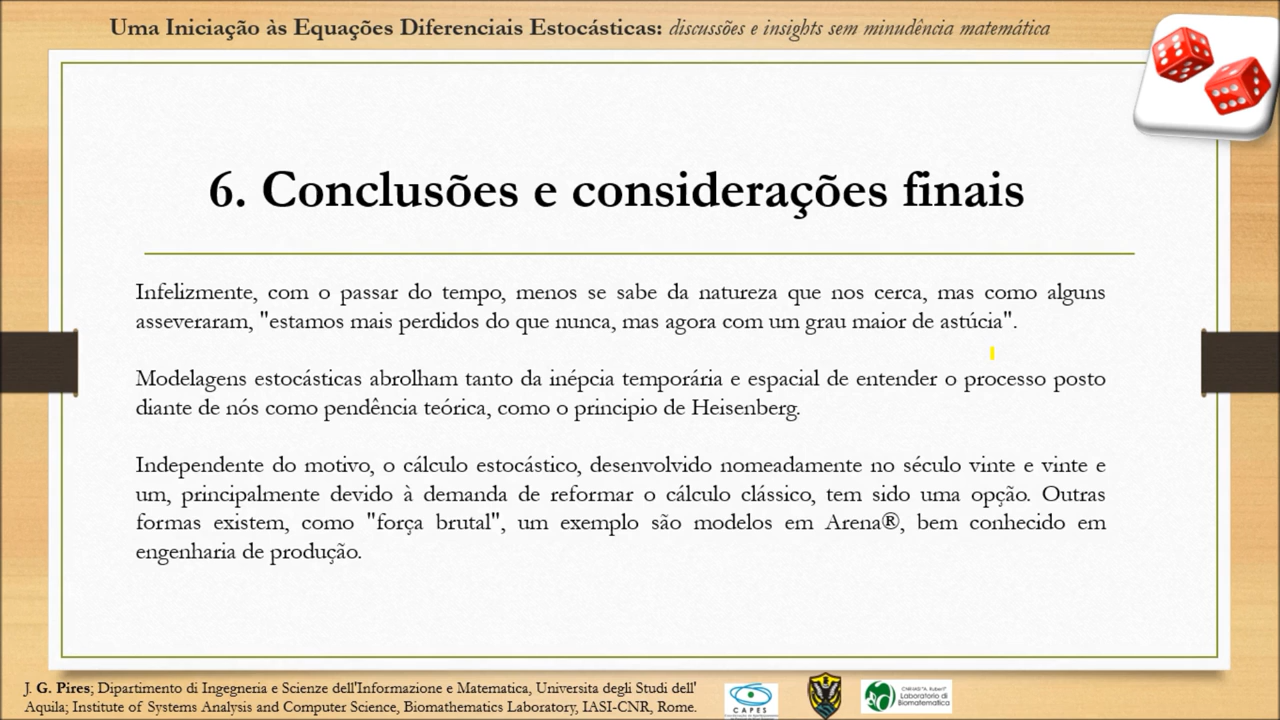 Uma Iniciação às Equações Diferenciais Estocásticas: discussões e insights sem minudência matemática
6. Conclusões e considerações finais
Infelizmente, com o passar do tempo, menos se sabe da natureza que nos cerca, mas como alguns
asseveraram, "estamos mais perdidos do que nunca, mas agora com um grau maior de astúcia".
Modelagens estocásticas abrolham tanto da inépcia temporária e espacial de entender o processo posto
diante de nós como pendência teórica, como o principio de Heisenberg.
Independente do motivo, o cálculo estocástico, desenvolvido nomeadamente no século vinte e vinte e
um, principalmente devido à demanda de reformar o cálculo clássico, tem sido uma opção. Outras
formas existem, como "força brutal", um exemplo são modelos em Arena®, bem conhecido em
engenharia de produção.
J. G. Pires; Dipartimento di Ingegneria e Scienze dell'Informazione e Matematica, Universita degli Studi dell'
Aquila; Institute of Systems Analysis and Computer Science, Biomathematics Laboratory, IASI-CNR, Rome.
CAPES
Laboratorio di
Biomatematica